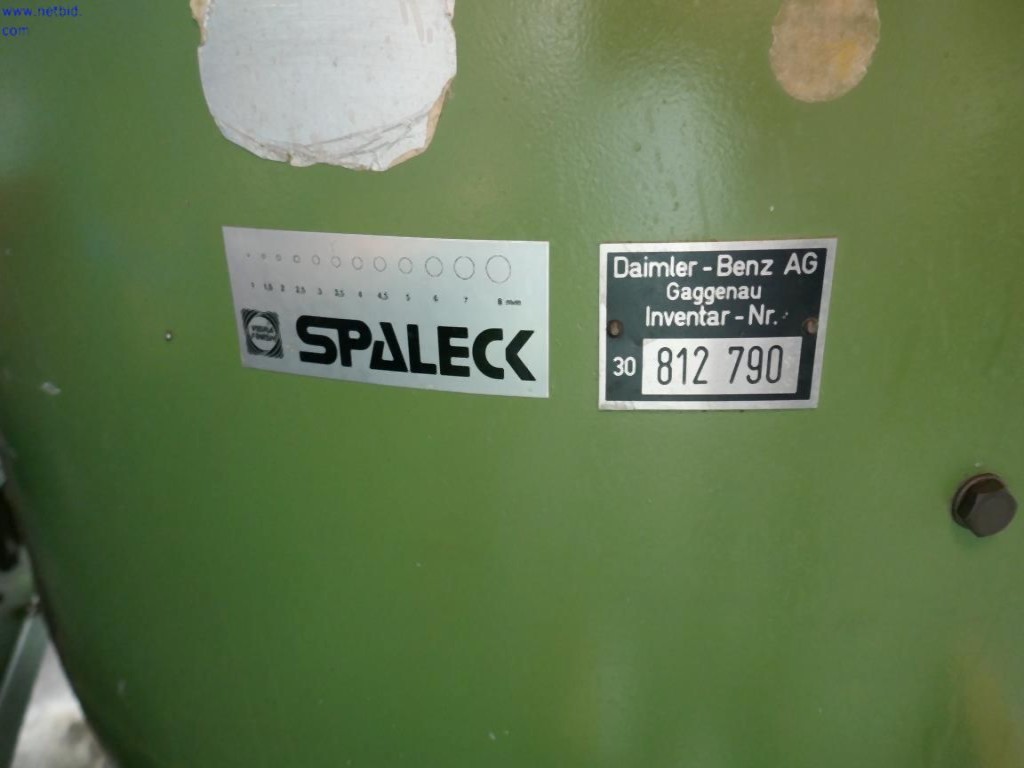 www.netbid.
com
1 1,5 2 2,5 3 3,5 4 4,5 5 6 7 8 mm
SPALECK
Daimler-Benz AG
Gaggenau
Inventar-Nr.
30 812 790